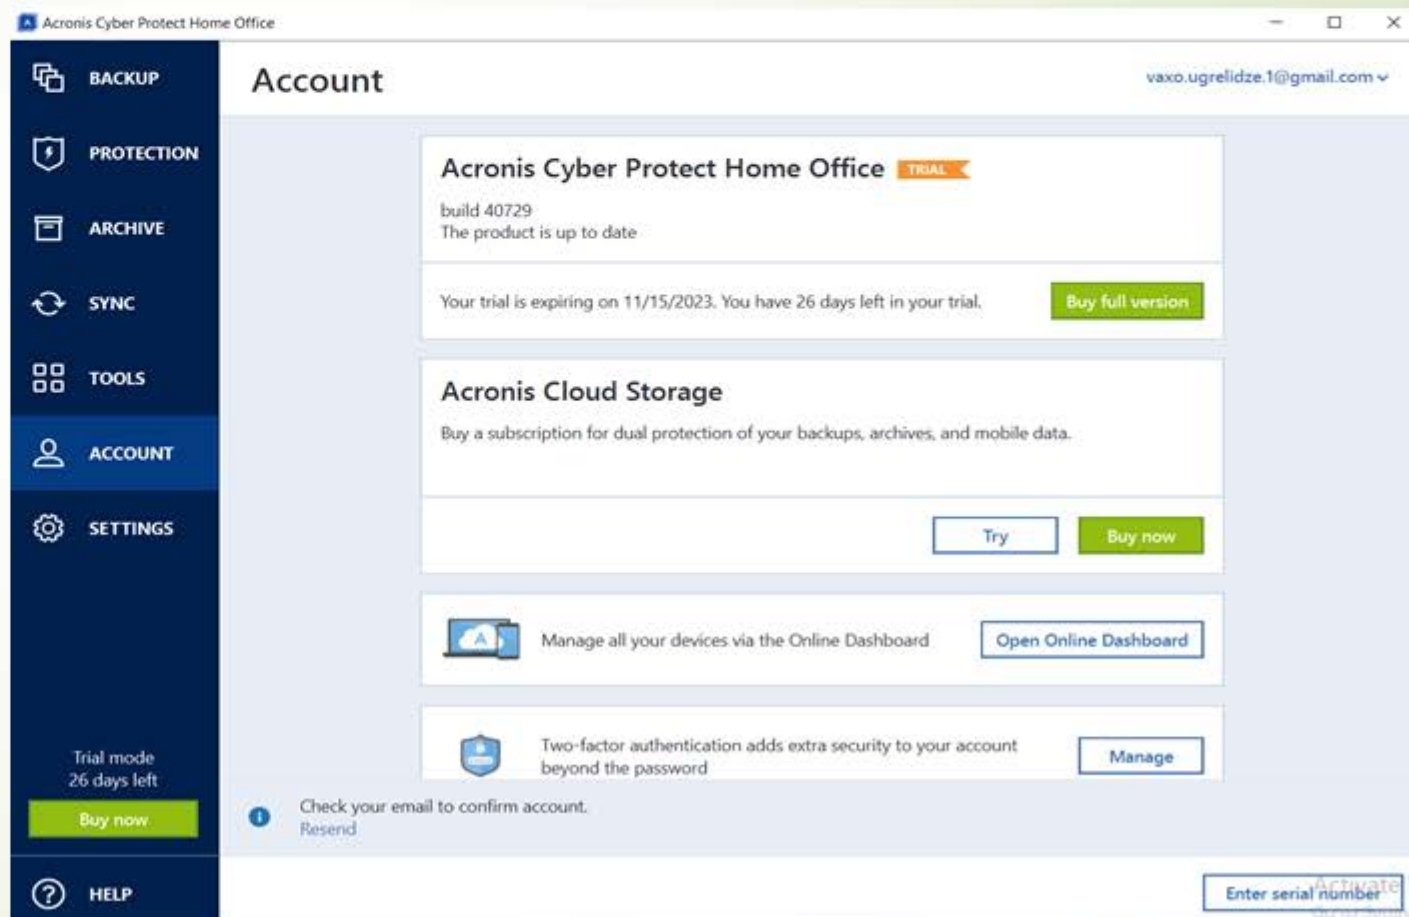 Acronis Cyber Protect Home Office
BACKUP
PROTECTION
ARCHIVE
SYNC
TOOLS
ACCOUNT
SETTINGS
Trial mode
26 days left
Buy now
HELP
Account
vaxo.ugrelidze.1@gmail.com
Acronis Cyber Protect Home Office TRIAL
build 40729
The product is up to date
Your trial is expiring on 11/15/2023. You have 26 days left in your trial.
Buy full version
Acronis Cloud Storage
Buy a subscription for dual protection of your backups, archives, and mobile data.
Try
Buy now
Manage all your devices via the Online Dashboard
Open Online Dashboard
Two-factor authentication adds extra security to your account
beyond the password
Manage
Check your email to confirm account.
Resend
Enter serial number
Activate